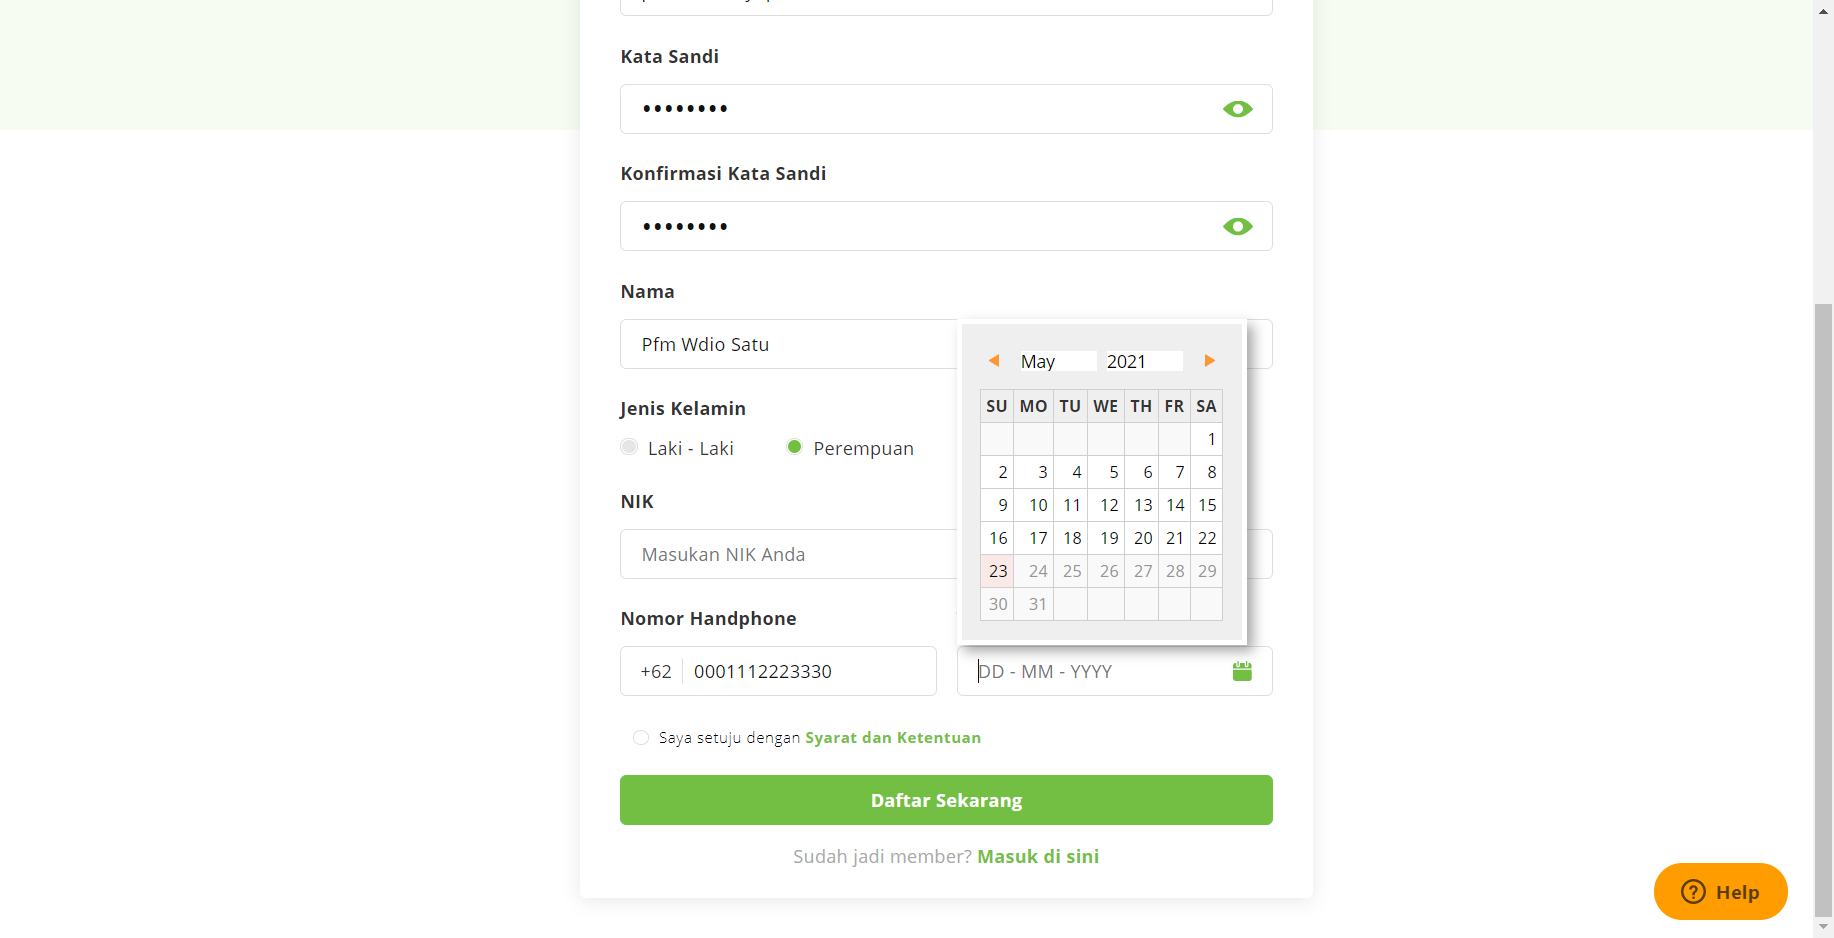 Kata Sandi
••••••••
Konfirmasi Kata Sandi
••••••••
Nama
Pfm Wdio Satu
May 2021
SU MO TU WE TH FR SA
1
2 3 4 5 6 7 8
9 10 11 12 13 14 15
16 17 18 19 20 21 22
23 24 25 26 27 28 29
30 31
Jenis Kelamin
Laki - Laki Perempuan
NIK
Masukan NIK Anda
Nomor Handphone
+62 0001112223330
DD - MM - YYYY
Saya setuju dengan Syarat dan Ketentuan
Daftar Sekarang
Sudah jadi member? Masuk di sini
? Help